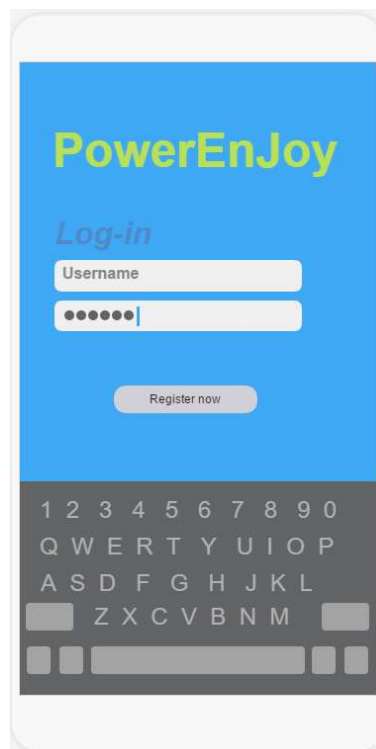 PowerEnJoy
Log-in
Username
●●●●●●
Register now
1 2 3 4 5 6 7 8 9 0
Q W E R T Y U I O P
A S D F G H J K L
Z X C V B N M